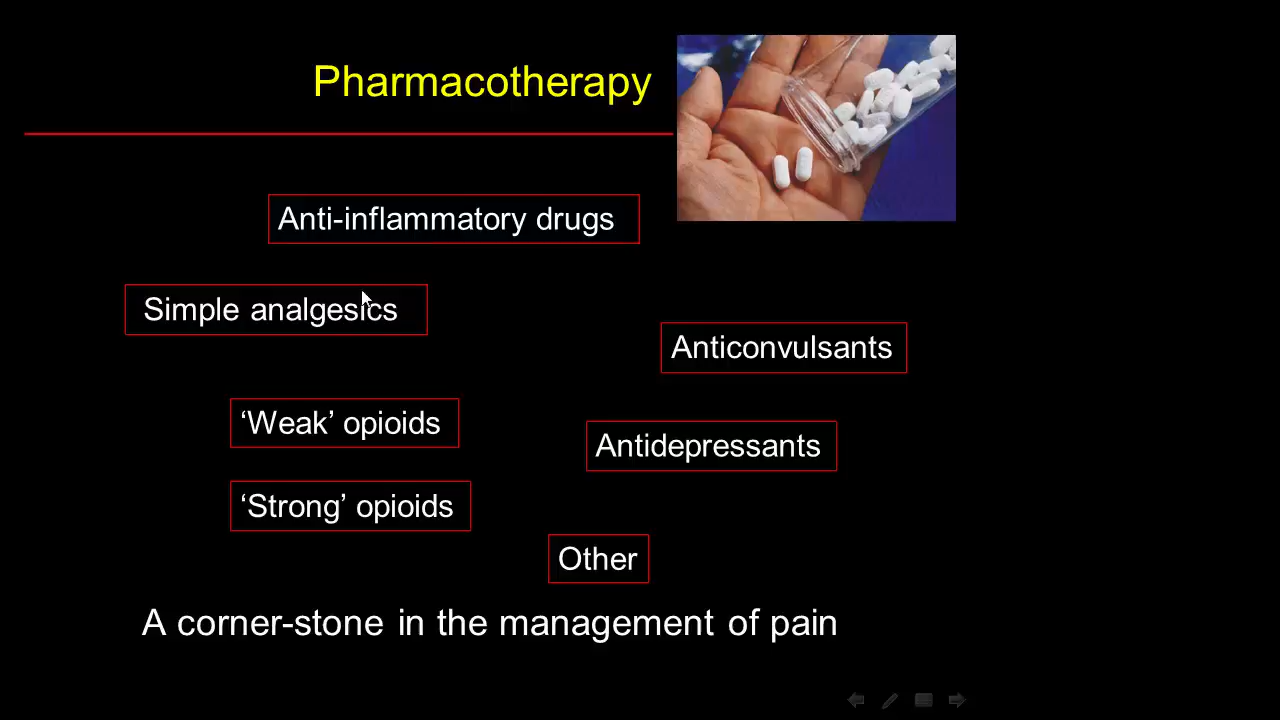 Pharmacotherapy
Anti-inflammatory drugs
Simple analgesics
Anticonvulsants
‘Weak’ opioids
Antidepressants
‘Strong’ opioids
Other
A corner-stone in the management of pain